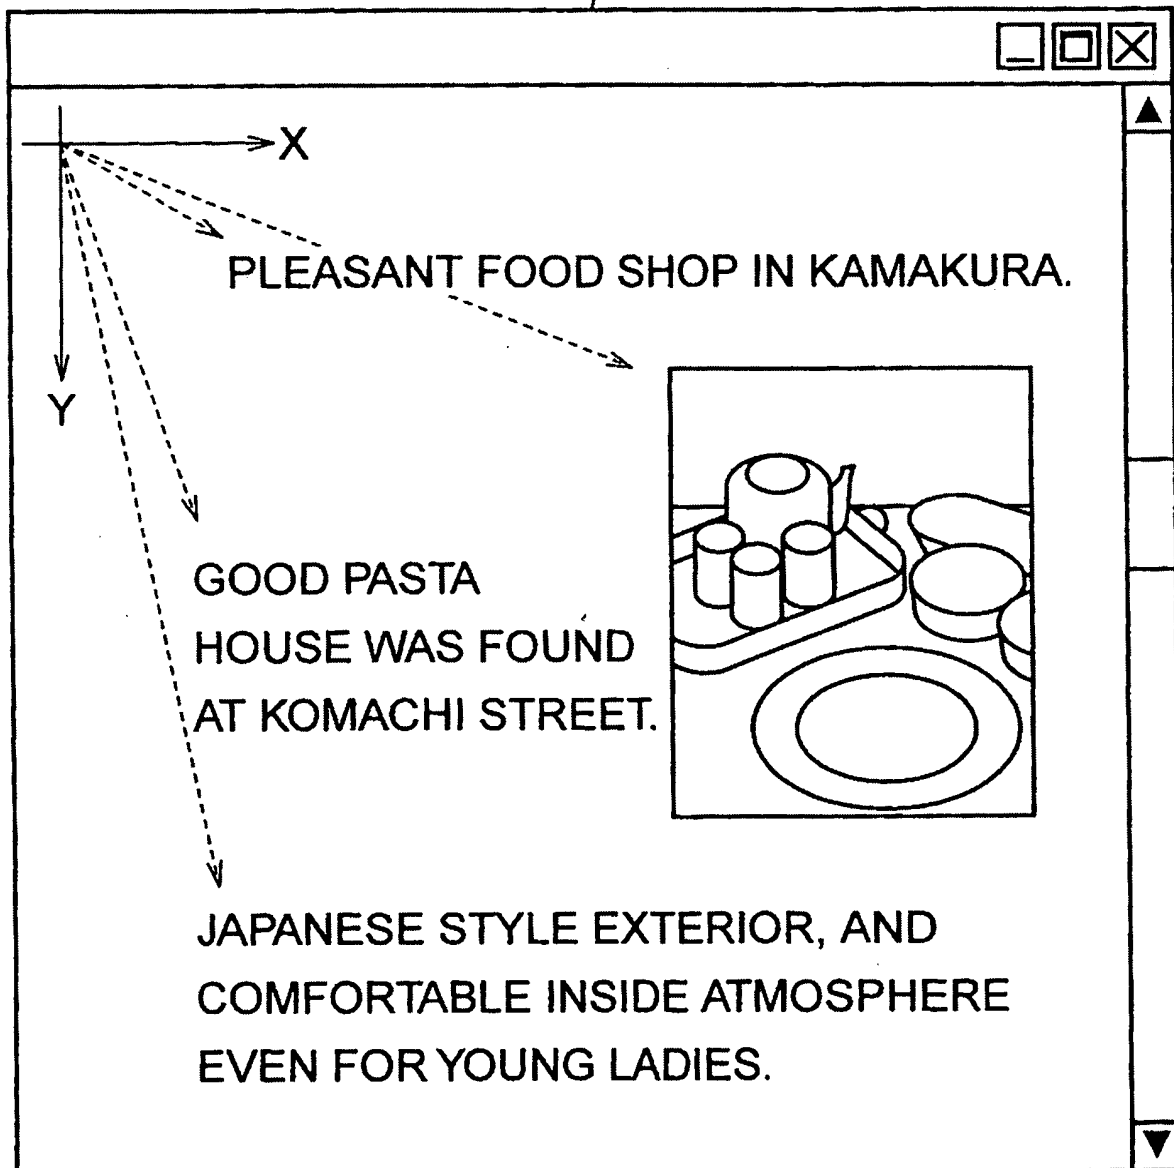 X
PLEASANT FOOD SHOP IN KAMAKURA.
Y
GOOD PASTA
HOUSE WAS FOUND
AT KOMACHI STREET.
JAPANESE STYLE EXTERIOR, AND
COMFORTABLE INSIDE ATMOSPHERE
EVEN FOR YOUNG LADIES.